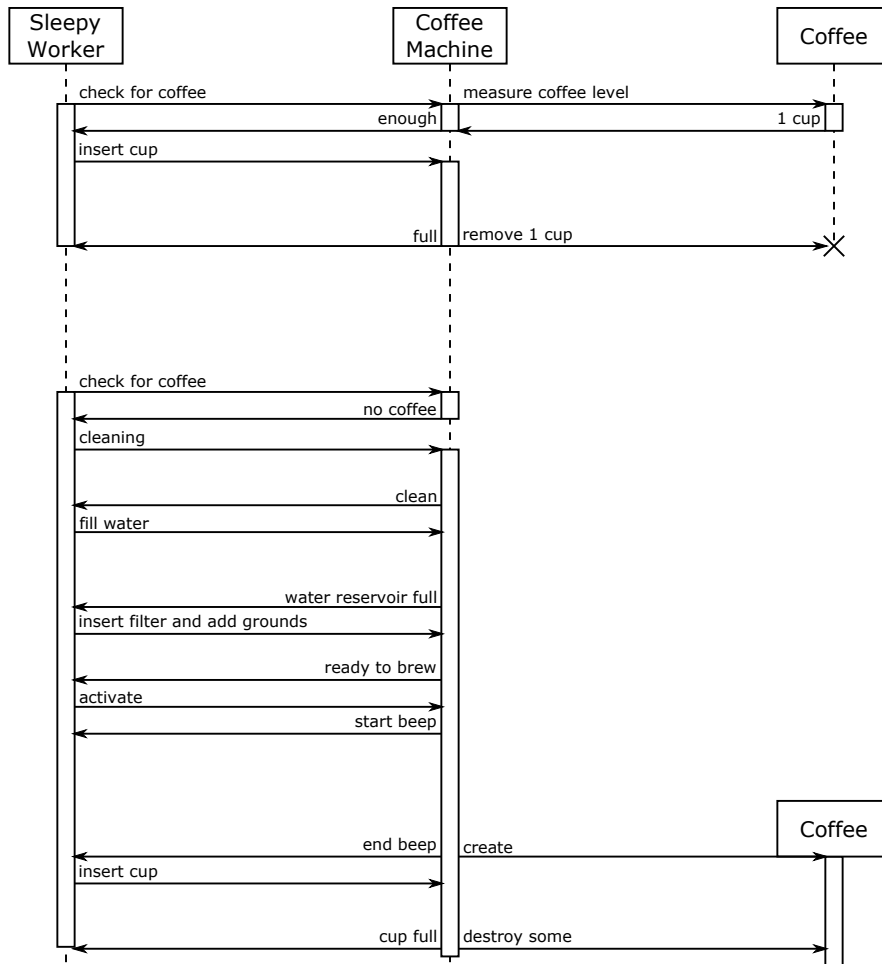 Sleepy
Worker
Coffee
Machine
Coffee
check for coffee
measure coffee level
enough
1 cup
insert cup
full
remove 1 cup
check for coffee
no coffee
cleaning
clean
fill water
water reservoir full
insert filter and add grounds
ready to brew
activate
start beep
Coffee
end beep
create
insert cup
cup full
destroy some